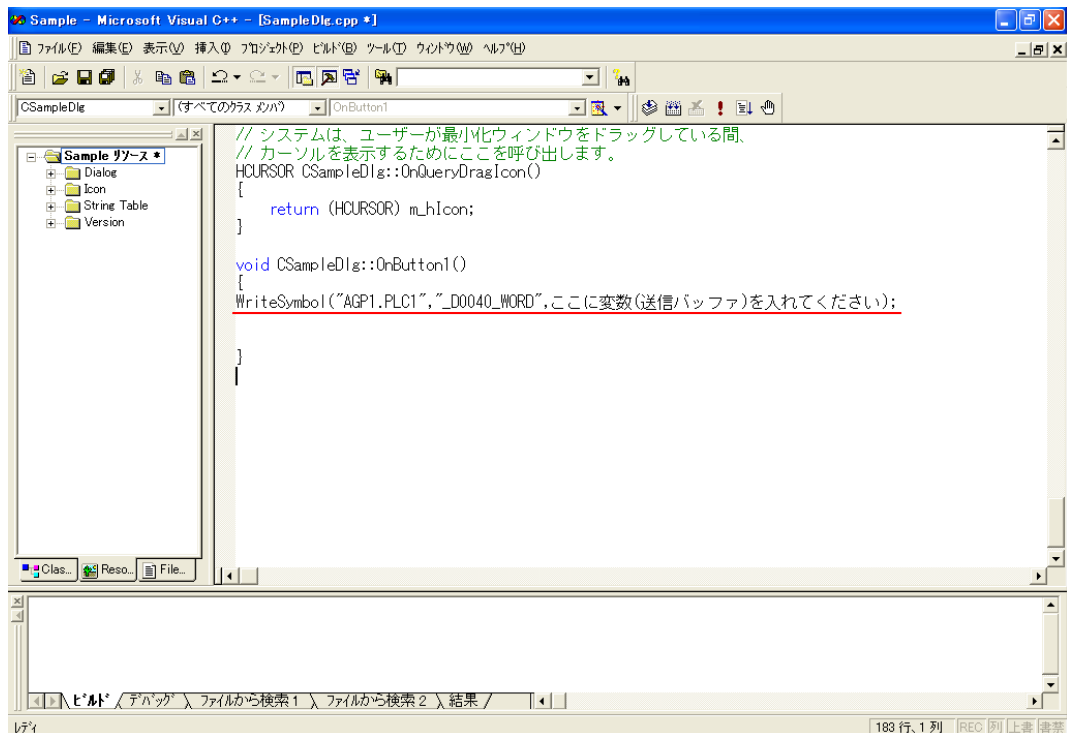 Sample - Microsoft Visual C++ - [SampleDlg.cpp *]
ファイル(F) 編集(E) 表示(V) 挿入(I) プロジェクト(P) ビルド(B) ツール(T) ウィンドウ(W) ヘルプ(H)
CSampleDlg (すべてのクラス メンバ) OnButton1
// システムは、ユーザーが最小化ウィンドウをドラッグしている間、
// カーソルを表示するためにここを呼び出します。
HCURSOR CSampleDlg::OnQueryDragIcon()
{
return (HCURSOR) m_hIcon;
}
void CSampleDlg::OnButton1()
{
WriteSymbol("AGP1.PLC1","_D0040_WORD",ここに変数(送信バッファ)を入れてください);
}
Sample リソース *
Dialog
Icon
String Table
Version
Clas... Reso... File...
ビルド デバッグ ファイルから検索1 ファイルから検索2 結果
レディ 183 行、1 列 REC 列 上書 書禁